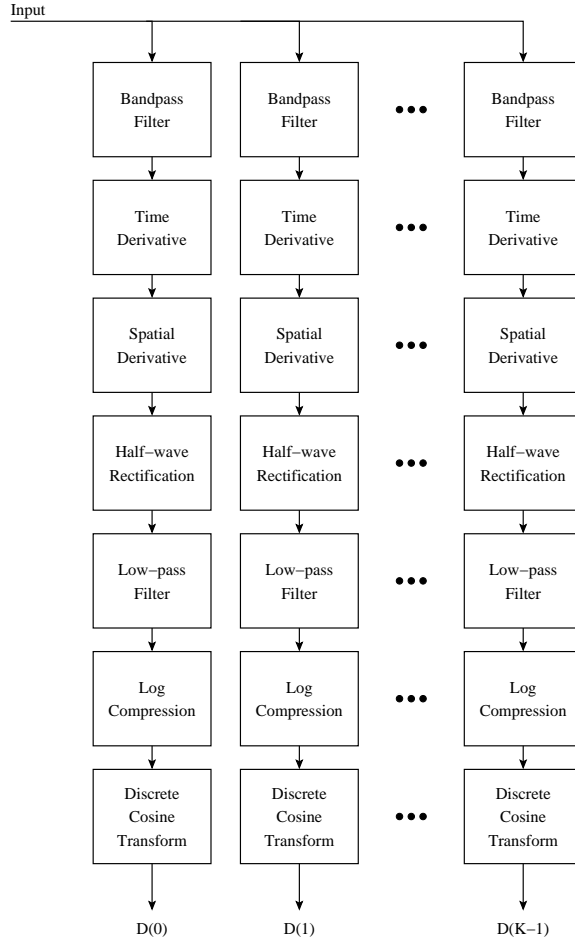 Input
Bandpass
Filter
Bandpass
Filter
Bandpass
Filter
Time
Derivative
Time
Derivative
Time
Derivative
Spatial
Derivative
Spatial
Derivative
Spatial
Derivative
Half−wave
Rectification
Half−wave
Rectification
Half−wave
Rectification
Low−pass
Filter
Low−pass
Filter
Low−pass
Filter
Log
Compression
Log
Compression
Log
Compression
Discrete
Cosine
Transform
Discrete
Cosine
Transform
Discrete
Cosine
Transform
D(0)
D(1)
D(K−1)